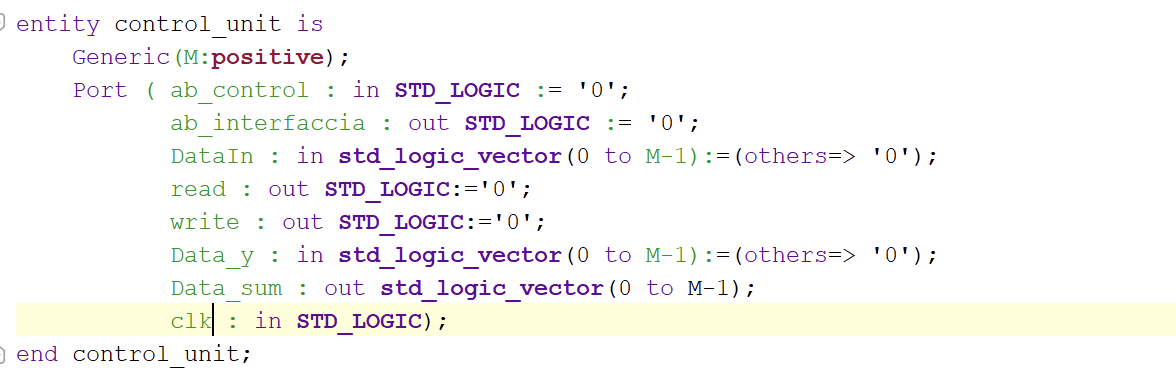 entity control_unit is
Generic(M:positive);
Port ( ab_control : in STD_LOGIC := '0';
ab_interfaccia : out STD_LOGIC := '0';
DataIn : in std_logic_vector(0 to M-1):=(others=> '0');
read : out STD_LOGIC:='0';
write : out STD_LOGIC:='0';
Data_y : in std_logic_vector(0 to M-1):=(others=> '0');
Data_sum : out std_logic_vector(0 to M-1);
clk : in STD_LOGIC);
end control_unit;